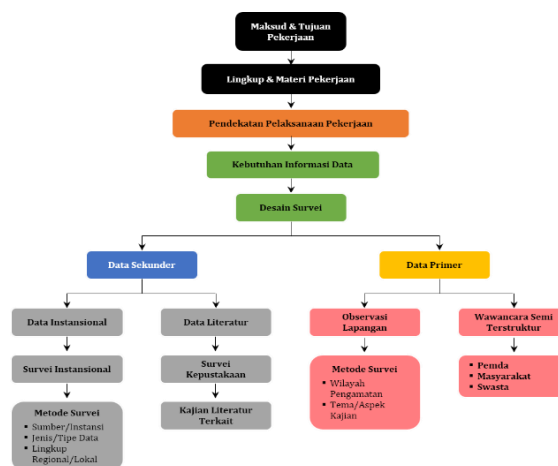 Maksud & Tujuan
Pekerjaan
Lingkup & Materi Pekerjaan
Pendekatan Pelaksanaan Pekerjaan
Kebutuhan Informasi Data
Desain Survei
Data Sekunder
Data Primer
Data Instansional
Data Literatur
Observasi
Lapangan
Wawancara Semi
Terstruktur
Survei Instansional
Survei
Kepustakaan
Metode Survei
Wilayah
Pengamatan
Tema/Aspek
Kajian
Pemda
Masyarakat
Swasta
Metode Survei
Sumber/Instansi
Jenis/Tipe Data
Lingkup
Regional/Lokal
Kajian Literatur
Terkait